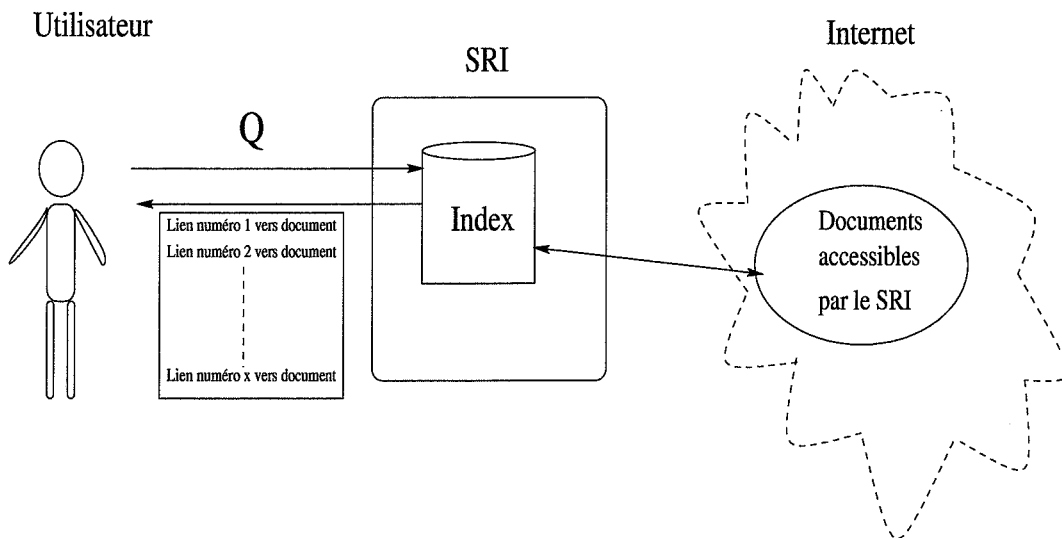 Utilisateur
SRI
Internet
Q
Index
Lien numéro 1 vers document
Lien numéro 2 vers document
Lien numéro x vers document
Documents
accessibles
par le SRI